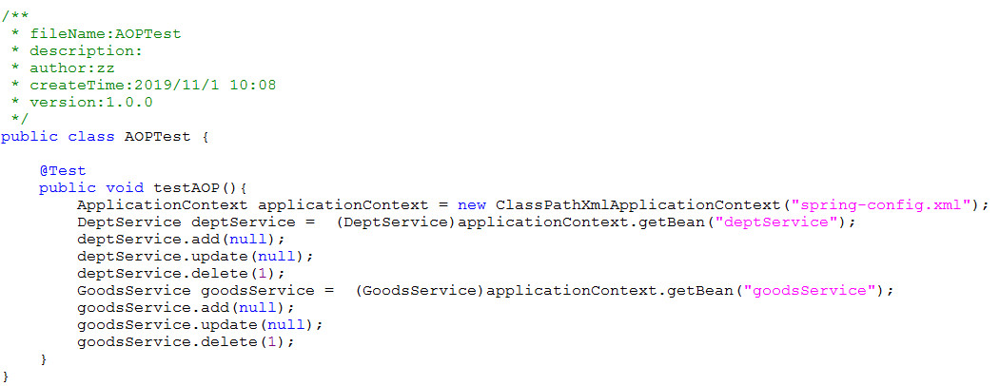 /**
 * fileName:AOPTest
 * description:
 * author:zz
 * createTime:2019/11/1 10:08
 * version:1.0.0
 */
public class AOPTest {

    @Test
    public void testAOP(){
        ApplicationContext applicationContext = new ClassPathXmlApplicationContext("spring-config.xml");
        DeptService deptService =  (DeptService)applicationContext.getBean("deptService");
        deptService.add(null);
        deptService.update(null);
        deptService.delete(1);
        GoodsService goodsService =  (GoodsService)applicationContext.getBean("goodsService");
        goodsService.add(null);
        goodsService.update(null);
        goodsService.delete(1);
    }
}